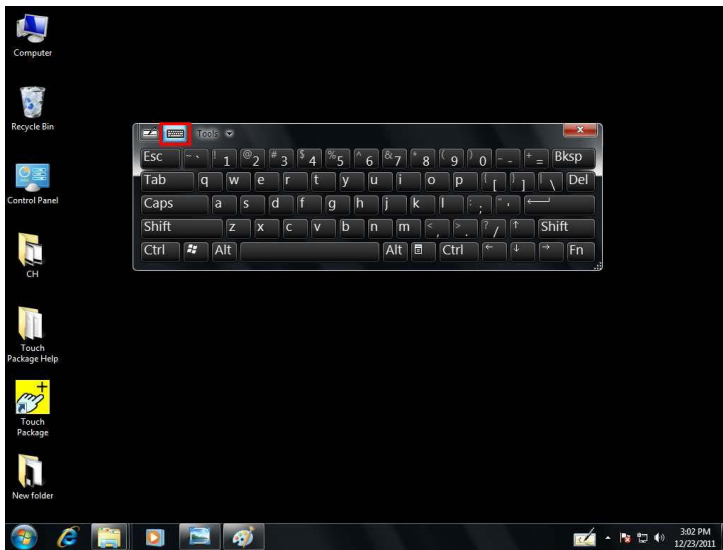 Computer
Recycle Bin
Control Panel
CH
Touch
Package Help
Touch
Package
New folder
Tools
Esc ~ ` ! 1 @ 2 # 3 $ 4 % 5 ^ 6 & 7 * 8 ( 9 ) 0 _ - + = Bksp
Tab q w e r t y u i o p { [ } ] | \ Del
Caps a s d f g h j k l : ; " '
Shift z x c v b n m < , > . ? / ↑ Shift
Ctrl Alt Alt Ctrl ← ↓ → Fn
3:02 PM
12/23/2011